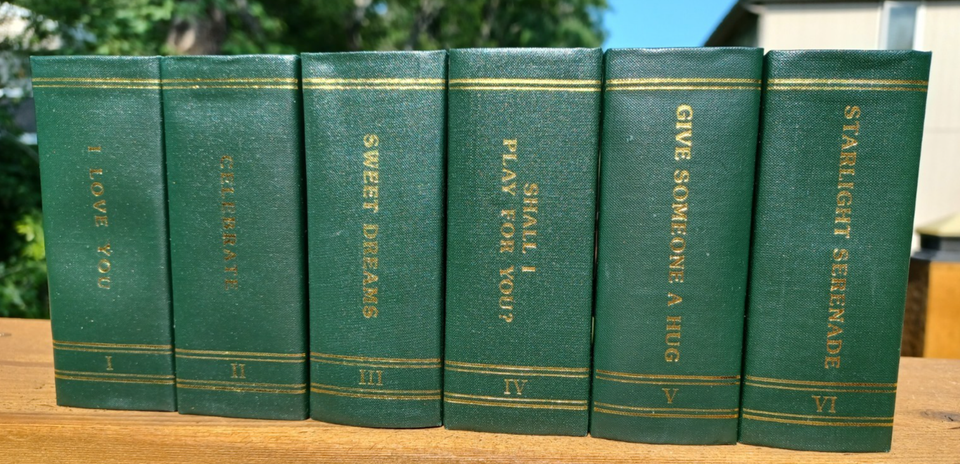 I LOVE YOU
I
CELEBRATE
II
SWEET DREAMS
III
SHALL I
PLAY FOR YOU?
IV
GIVE SOMEONE A HUG
V
STARLIGHT SERENADE
VI